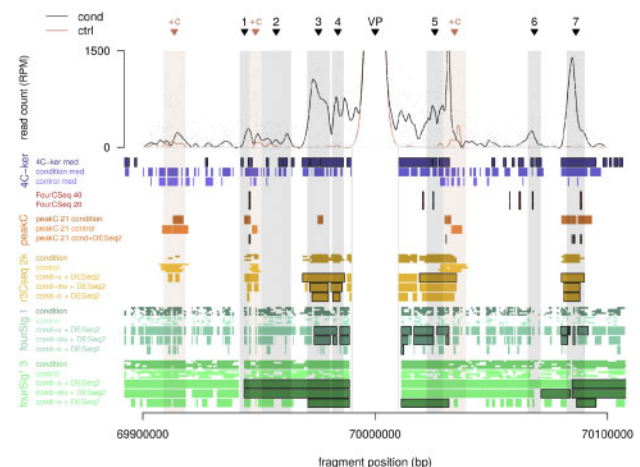 cond
ctrl
+c 1 +c 2 3 4 VP 5 +c 6 7
1500
read count (RPM)
0
4C-ker
4C-ker med
condition med
control med
FourCSeq 40
FourCSeq 20
peakC
peakC 21 condition
peakC 21 control
peakC 21 cond+DESeq2
r3Cseq 2k
condition
control
cond-u + DESeq2
cond-mv + DESeq2
cond-s + DESeq2
fourSig 1
condition
control
cond-u + DESeq2
cond-mv + DESeq2
cond-s + DESeq2
fourSig 3
condition
control
cond-u + DESeq2
cond-mv + DESeq2
cond-s + DESeq2
69900000 70000000 70100000
fragment position (bp)